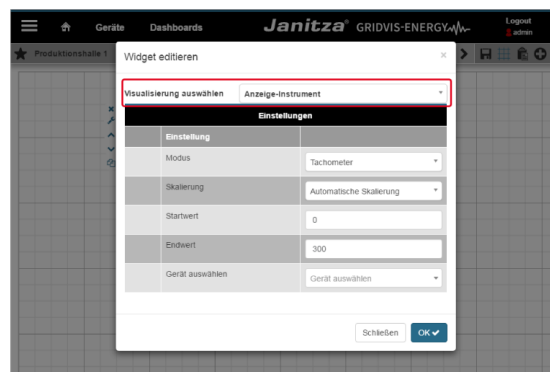 Geräte Dashboards Janitza® GRIDVIS-ENERGY Logout
admin
Produktionshalle 1
Widget editieren ×
Visualisierung auswählen Anzeige-Instrument
Einstellungen
Einstellung
Modus Tachometer
Skalierung Automatische Skalierung
Startwert 0
Endwert 300
Gerät auswählen Gerät auswählen
Schließen OK